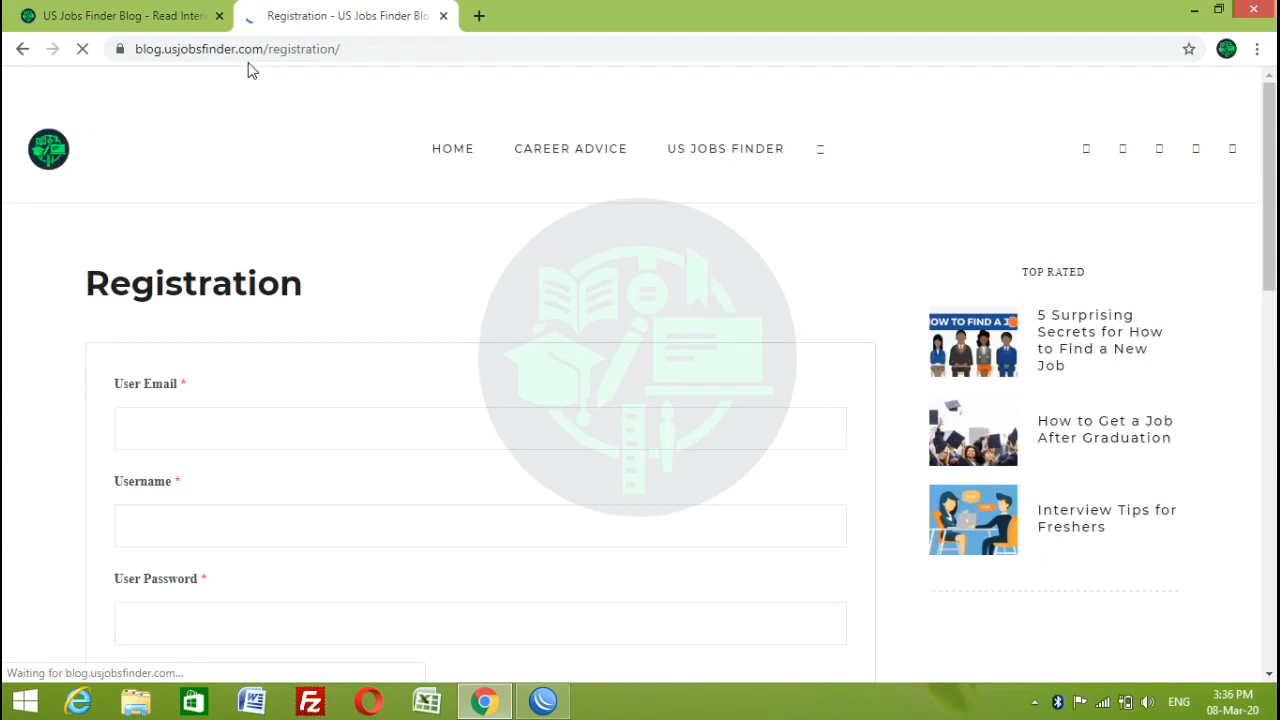 US Jobs Finder Blog - Read Inter
Registration - US Jobs Finder Blo
blog.usjobsfinder.com/registration/
HOME
CAREER ADVICE
US JOBS FINDER
Registration
User Email *
Username *
User Password *
TOP RATED
HOW TO FIND A J
5 Surprising
Secrets for How
to Find a New
Job
How to Get a Job
After Graduation
Interview Tips for
Freshers
Waiting for blog.usjobsfinder.com...
ENG
3:36 PM
08-Mar-20